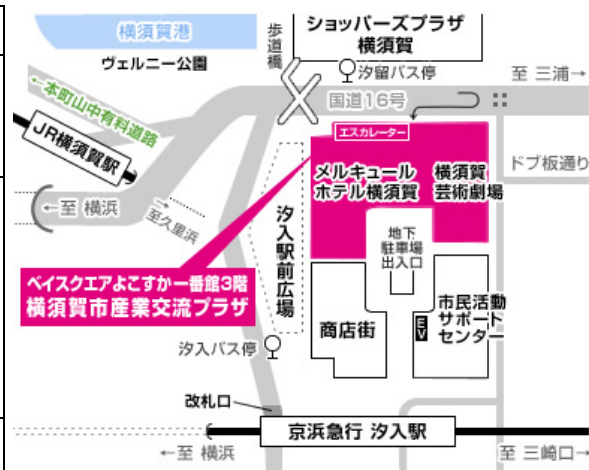 横須賀港
ヴェルニー公園
歩道橋
ショッパーズプラザ
横須賀
汐留バス停
至 三浦→
国道16号
←本町山中有料道路
JR横須賀駅
エスカレーター
メルキュール
ホテル横須賀
横須賀
芸術劇場
ドブ板通り
←至 横浜
至久里浜
汐入駅前広場
地下
駐車場
出入口
ベイスクエアよこすか一番館3階
横須賀市産業交流プラザ
商店街
EV
市民活動
サポート
センター
汐入バス停
改札口
京浜急行 汐入駅
←至 横浜
至 三崎口→